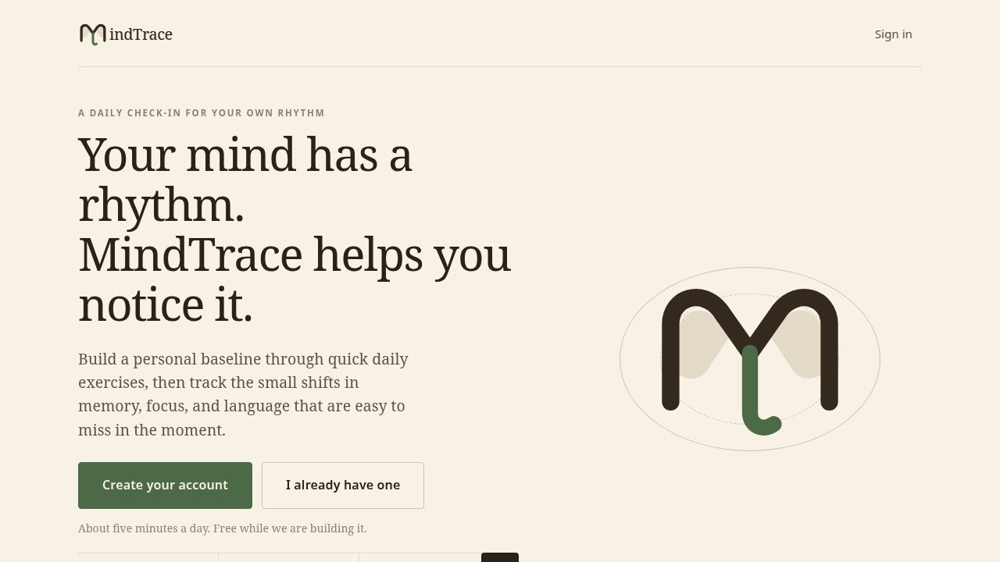 MindTrace
Sign in
A DAILY CHECK-IN FOR YOUR OWN RHYTHM
Your mind has a
rhythm.
MindTrace helps you
notice it.
Build a personal baseline through quick daily
exercises, then track the small shifts in
memory, focus, and language that are easy to
miss in the moment.
Create your account
I already have one
About five minutes a day. Free while we are building it.